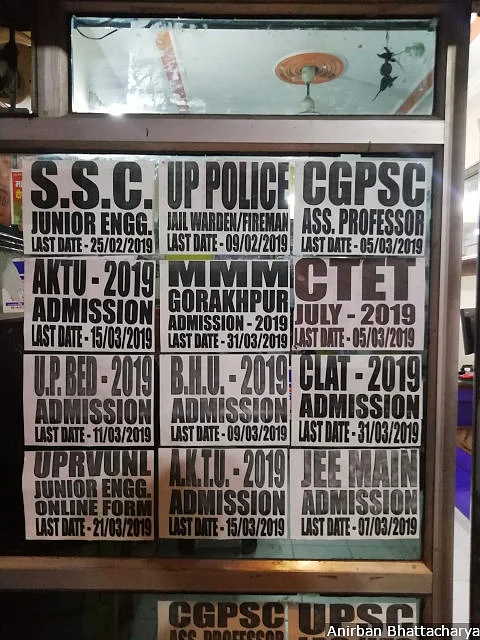 S.S.C.
JUNIOR ENGG.
LAST DATE - 25/02/2019
UP POLICE
JAIL WARDEN/FIREMAN
LAST DATE - 09/02/2019
CGPSC
ASS. PROFESSOR
LAST DATE - 05/03/2019
AKTU - 2019
ADMISSION
LAST DATE - 15/03/2019
MMM
GORAKHPUR
ADMISSION - 2019
LAST DATE - 31/03/2019
CTET
JULY - 2019
LAST DATE - 05/03/2019
U.P. BED - 2019
ADMISSION
LAST DATE - 11/03/2019
B.H.U. - 2019
ADMISSION
LAST DATE - 09/03/2019
CLAT - 2019
ADMISSION
LAST DATE - 31/03/2019
UPRVUNL
JUNIOR ENGG.
ONLINE FORM
LAST DATE - 21/03/2019
A.K.T.U. - 2019
ADMISSION
LAST DATE - 15/03/2019
JEE MAIN
ADMISSION
LAST DATE - 07/03/2019
CGPSC
ASS. PROFESSOR
UPSC
Anirban Bhattacharya